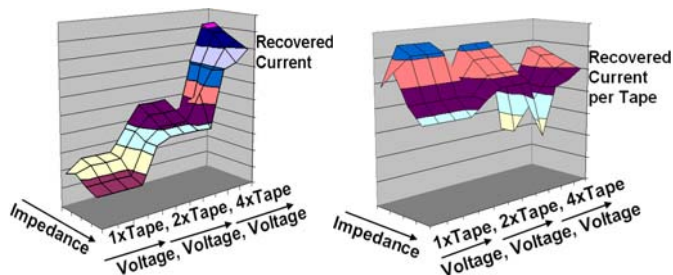 Recovered
Current
Impedance
1xTape, 2xTape, 4xTape
Voltage, Voltage, Voltage
Recovered
Current
per Tape
Impedance
1xTape, 2xTape, 4xTape
Voltage, Voltage, Voltage